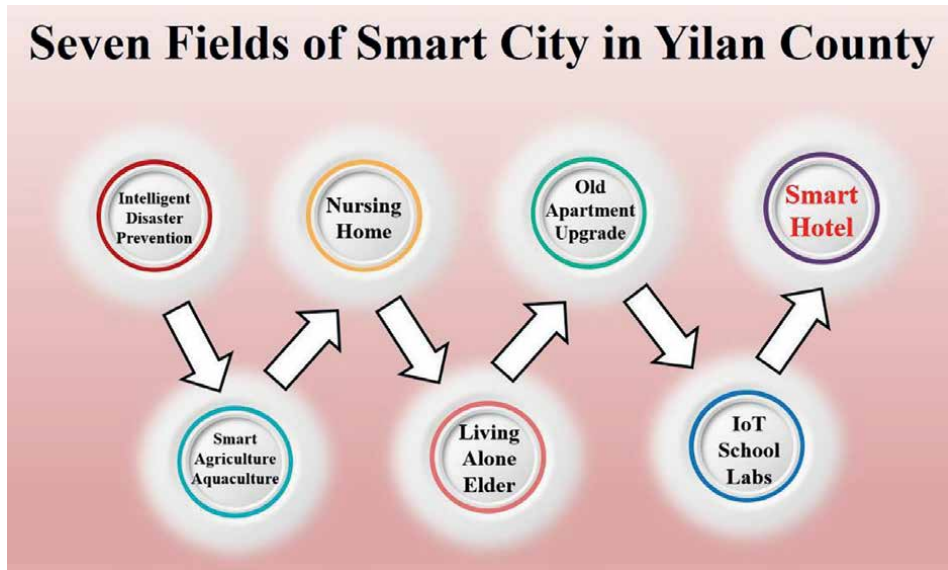 Seven Fields of Smart City in Yilan County
Intelligent
Disaster
Prevention
Smart
Agriculture
Aquaculture
Nursing
Home
Living
Alone
Elder
Old
Apartment
Upgrade
IoT
School
Labs
Smart
Hotel